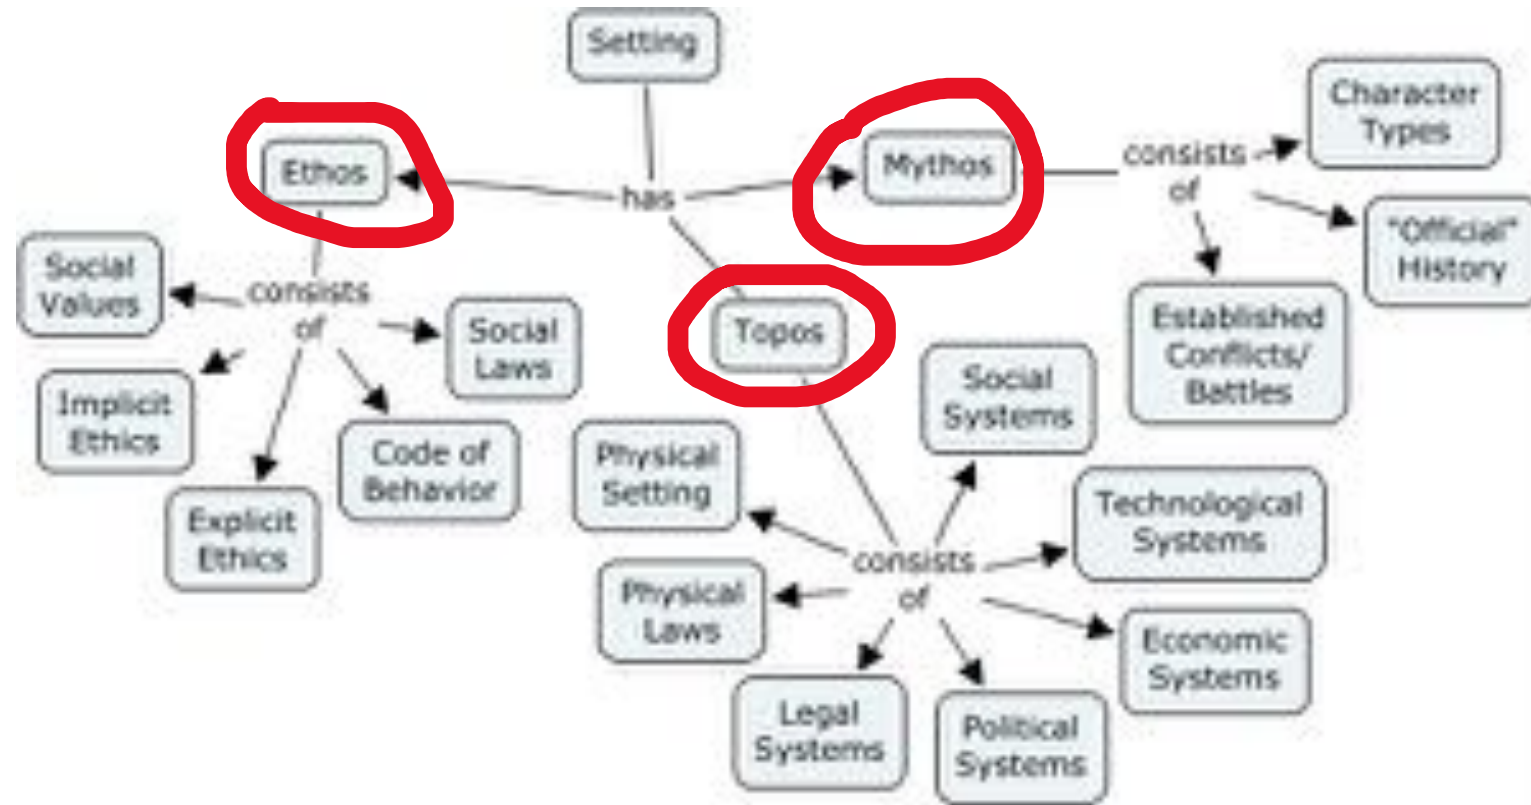 Setting
Ethos
has
Mythos
consists
of
Character
Types
"Official"
History
Established
Conflicts/
Battles
Social
Values
consists
of
Social
Laws
Implicit
Ethics
Explicit
Ethics
Code of
Behavior
Topos
Social
Systems
Physical
Setting
consists
of
Technological
Systems
Physical
Laws
Economic
Systems
Legal
Systems
Political
Systems